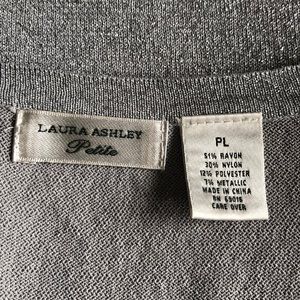 LAURA ASHLEY
Petite
PL
51% RAYON
30% NYLON
12% POLYESTER
7% METALLIC
MADE IN CHINA
RN 69016
CARE OVER